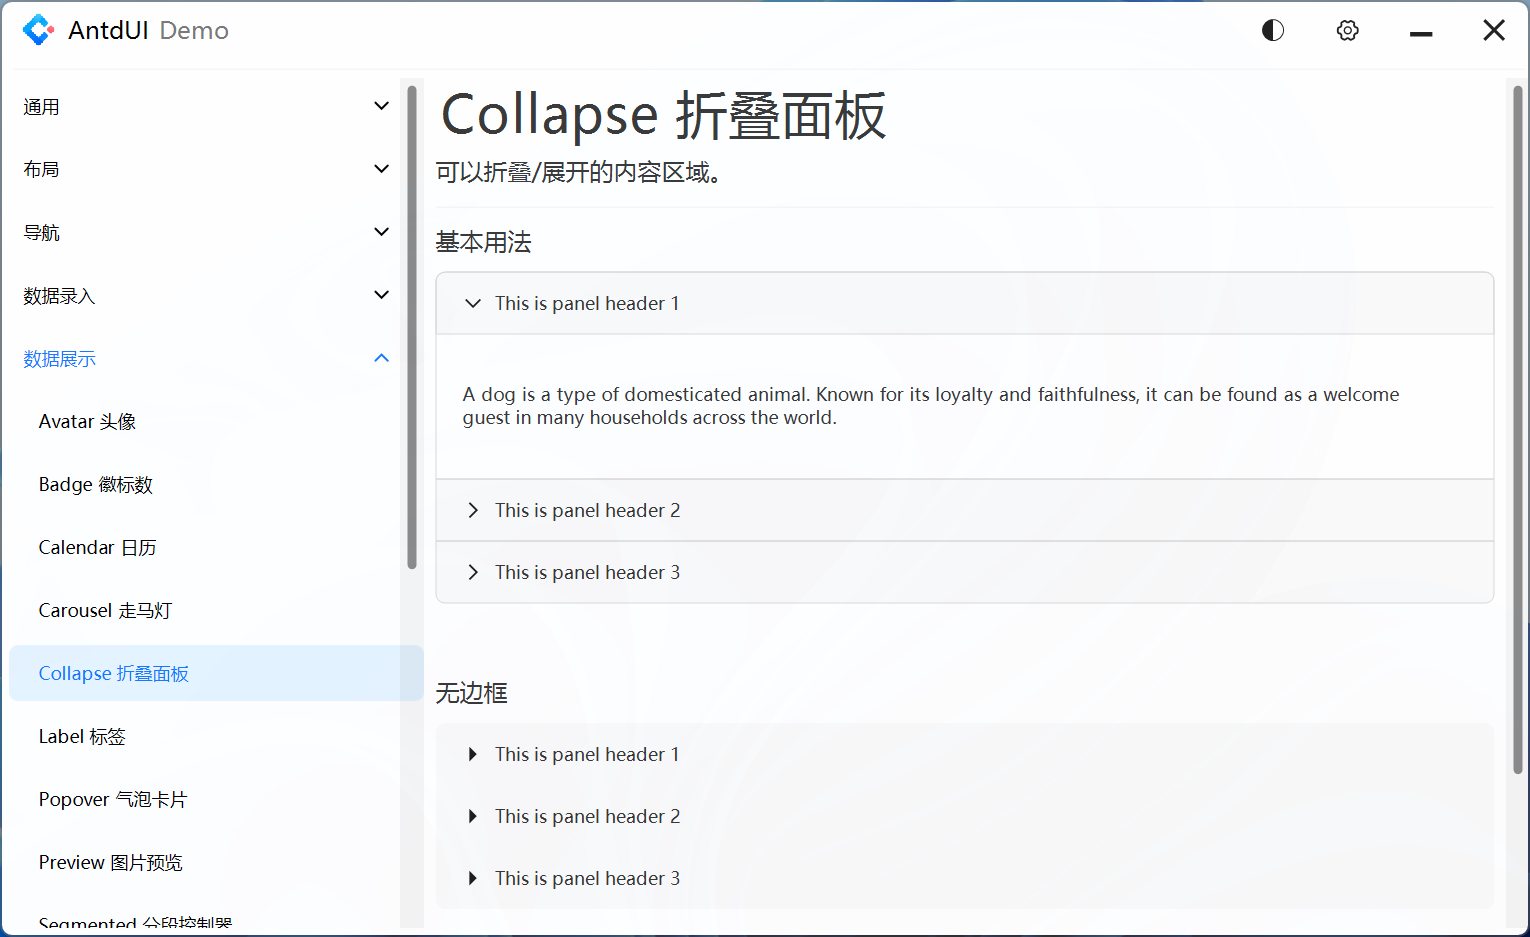 AntdUI Demo
通用
布局
导航
数据录入
数据展示
Avatar 头像
Badge 徽标数
Calendar 日历
Carousel 走马灯
Collapse 折叠面板
Label 标签
Popover 气泡卡片
Preview 图片预览
Segmented 分段控制器
Collapse 折叠面板
可以折叠/展开的内容区域。
基本用法
This is panel header 1
A dog is a type of domesticated animal. Known for its loyalty and faithfulness, it can be found as a welcome
guest in many households across the world.
This is panel header 2
This is panel header 3
无边框
This is panel header 1
This is panel header 2
This is panel header 3